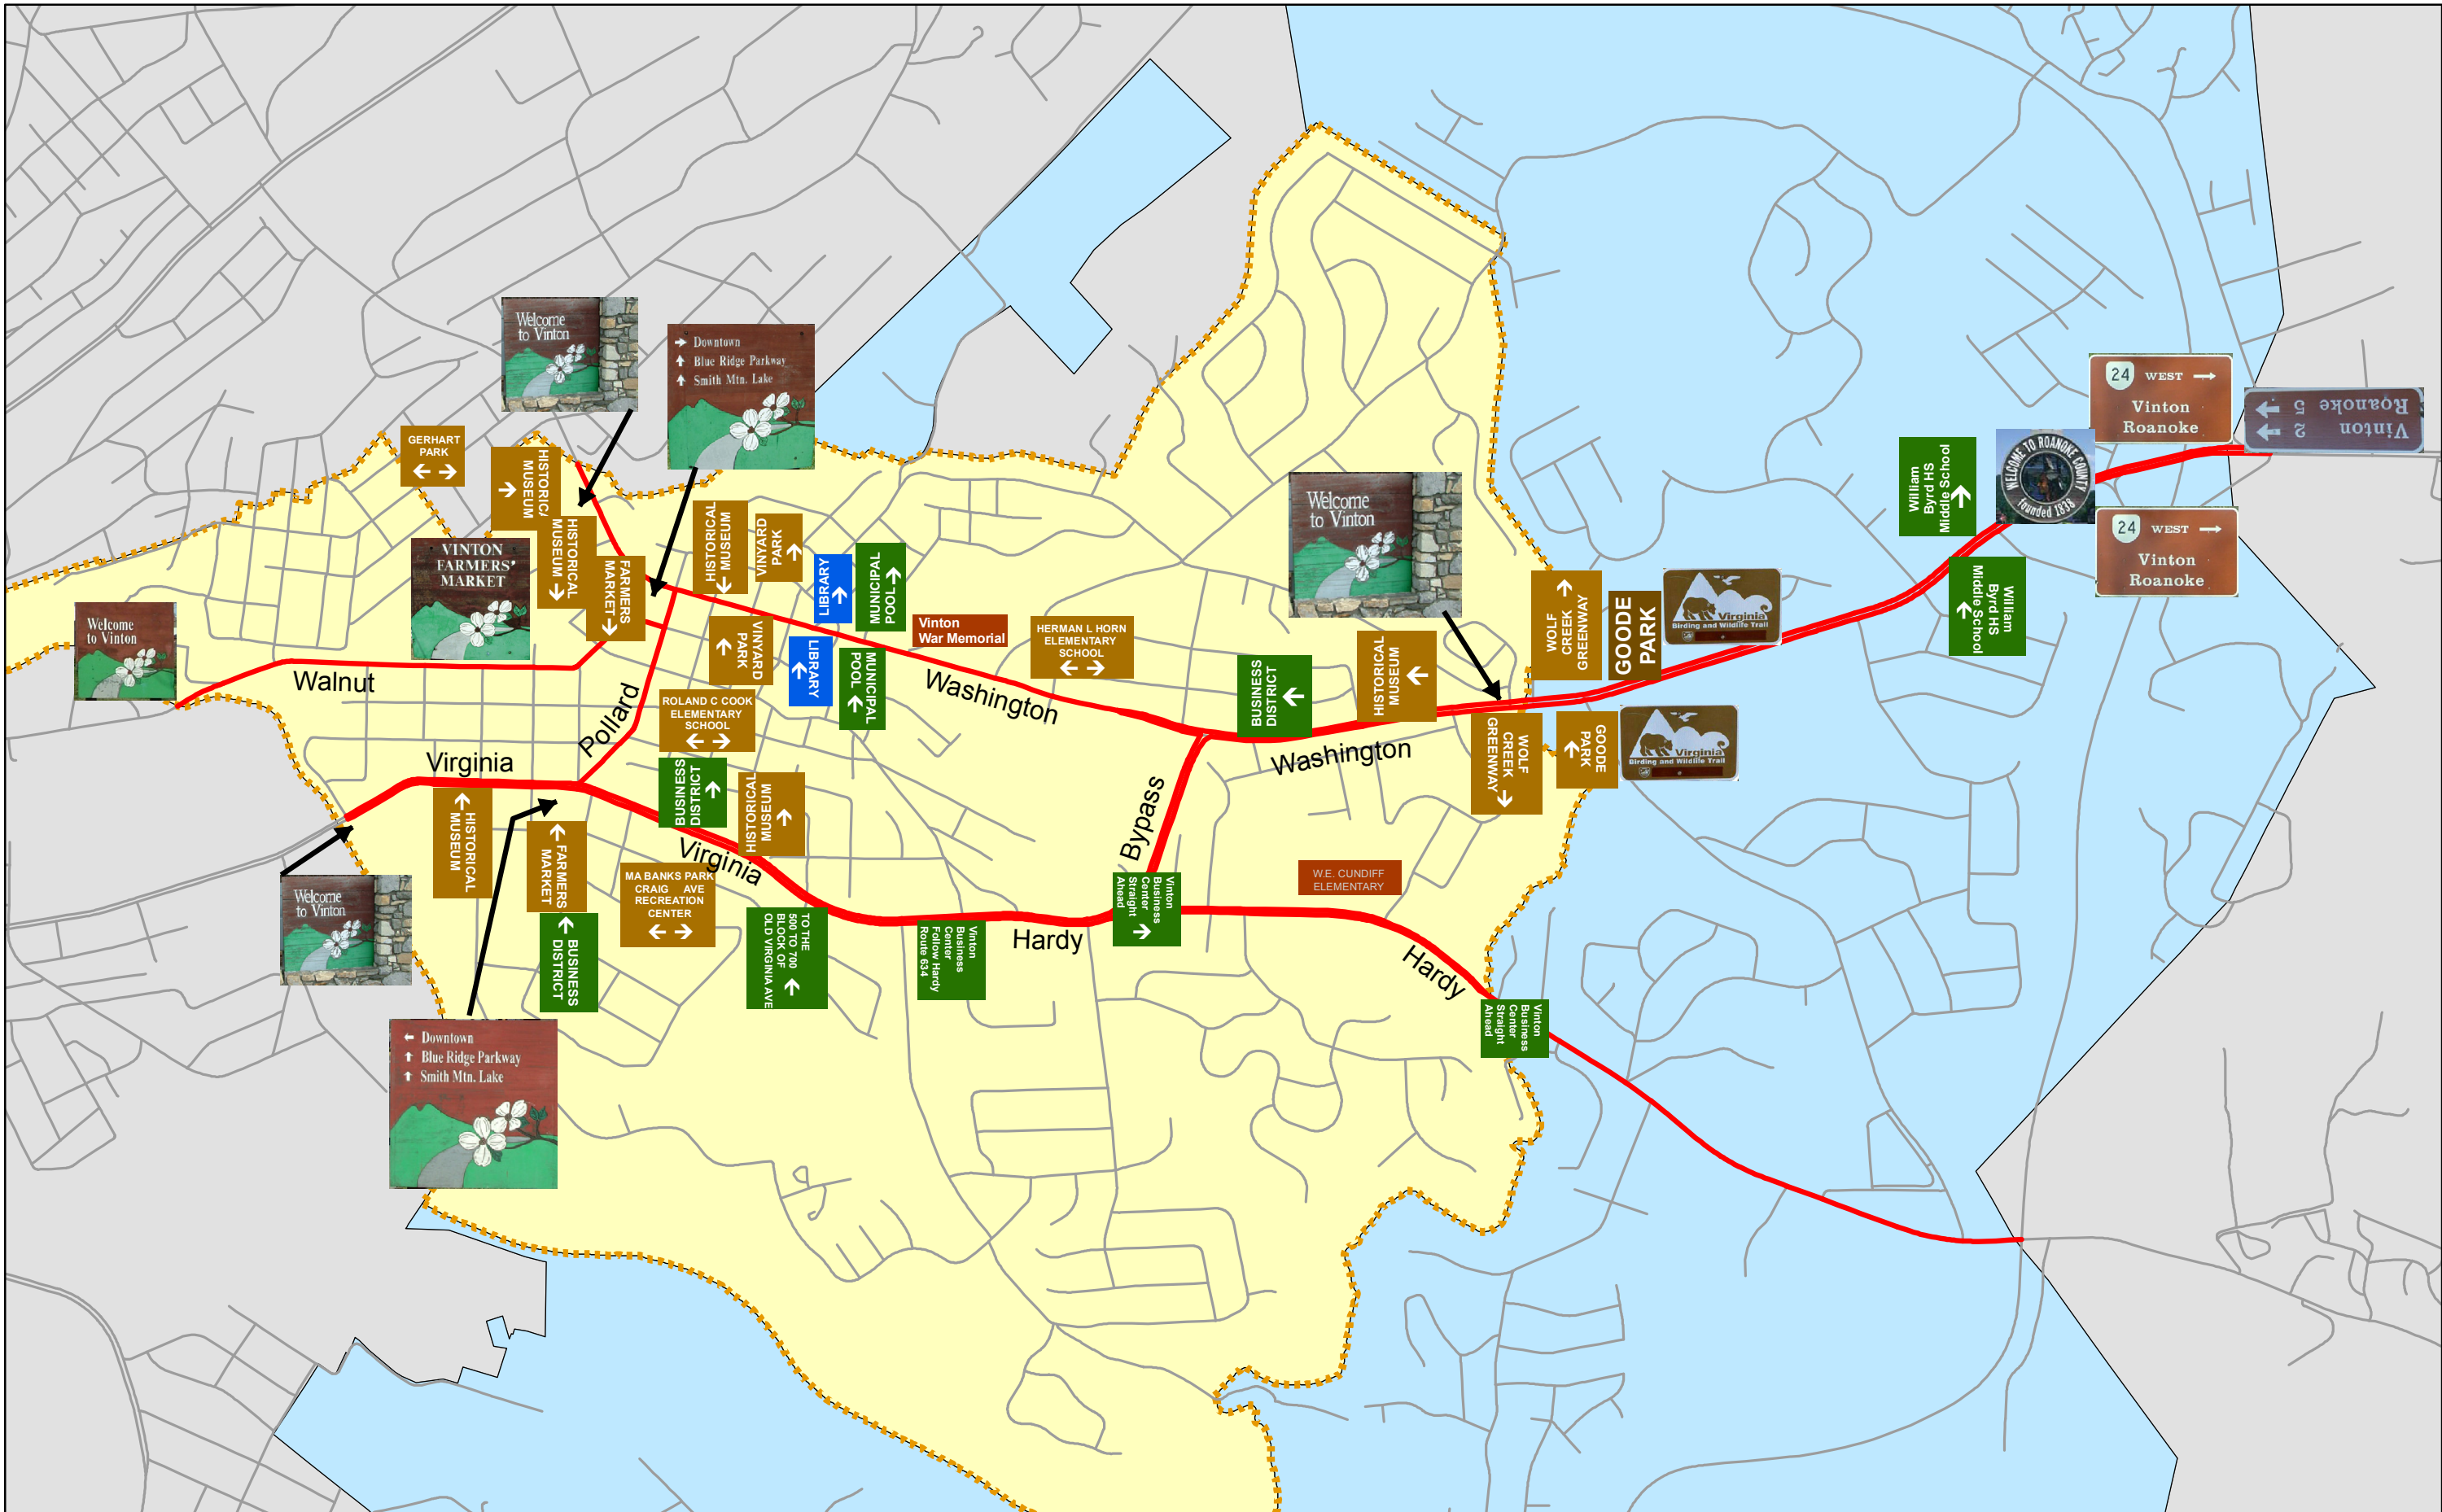 Welcome
to Vinton
Downtown
Blue Ridge Parkway
Smith Mtn. Lake
24 WEST
Vinton
Roanoke
Vinton 2
Roanoke 5
GERHART
PARK
HISTORICA
MUSEUM
HISTORICAL
MUSEUM
VINTON
FARMERS'
MARKET
FARMERS
MARKET
HISTORICAL
MUSEUM
VINYARD
PARK
LIBRARY
MUNICIPAL
POOL
Vinton
War Memorial
HERMAN L HORN
ELEMENTARY
SCHOOL
Welcome
to Vinton
William
Byrd HS
Middle School
WELCOME TO ROANOKE COUNTY
founded 1838
24 WEST
Vinton
Roanoke
William
Byrd HS
Middle School
WOLF
CREEK
GREENWAY
GOODE
PARK
Virginia
Birding and Wildlife Trail
Welcome
to Vinton
Walnut
Pollard
VINYARD
PARK
LIBRARY
MUNICIPAL
POOL
Washington
BUSINESS
DISTRICT
HISTORICAL
MUSEUM
Washington
WOLF
CREEK
GREENWAY
GOODE
PARK
Virginia
Birding and Wildlife Trail
ROLAND C COOK
ELEMENTARY
SCHOOL
Virginia
BUSINESS
DISTRICT
HISTORICAL
MUSEUM
Bypass
HISTORICAL
MUSEUM
FARMERS
MARKET
Virginia
MA BANKS PARK
CRAIG AVE
RECREATION
CENTER
W.E. CUNDIFF
ELEMENTARY
Vinton
Business
Center
Straight
Ahead
Welcome
to Vinton
BUSINESS
DISTRICT
TO THE
500 TO 700
BLOCK OF
OLD VIRGINIA AVE
Vinton
Business
Center
Follow Hardy
Route 634
Hardy
Hardy
Vinton
Business
Center
Straight
Ahead
Downtown
Blue Ridge Parkway
Smith Mtn. Lake